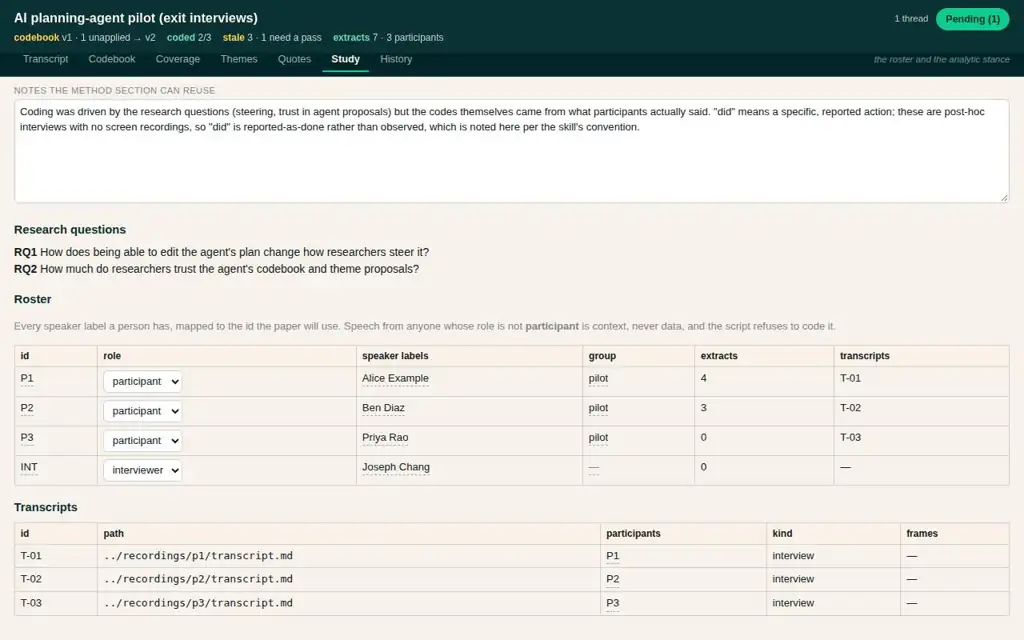 AI planning-agent pilot (exit interviews)
1 thread
Pending (1)
codebook v1 · 1 unapplied → v2 coded 2/3 stale 3 · 1 need a pass extracts 7 · 3 participants
Transcript Codebook Coverage Themes Quotes Study History
the roster and the analytic stance
NOTES THE METHOD SECTION CAN REUSE
Coding was driven by the research questions (steering, trust in agent proposals) but the codes themselves came from what participants actually said. "did" means a specific, reported action; these are post-hoc
interviews with no screen recordings, so "did" is reported-as-done rather than observed, which is noted here per the skill's convention.
Research questions
RQ1 How does being able to edit the agent's plan change how researchers steer it?
RQ2 How much do researchers trust the agent's codebook and theme proposals?
Roster
Every speaker label a person has, mapped to the id the paper will use. Speech from anyone whose role is not participant is context, never data, and the script refuses to code it.
id role speaker labels group extracts transcripts
P1 participant Alice Example pilot 4 T-01
P2 participant Ben Diaz pilot 3 T-02
P3 participant Priya Rao pilot 0 T-03
INT interviewer Joseph Chang — 0 —
Transcripts
id path participants kind frames
T-01 ../recordings/p1/transcript.md P1 interview —
T-02 ../recordings/p2/transcript.md P2 interview —
T-03 ../recordings/p3/transcript.md P3 interview —